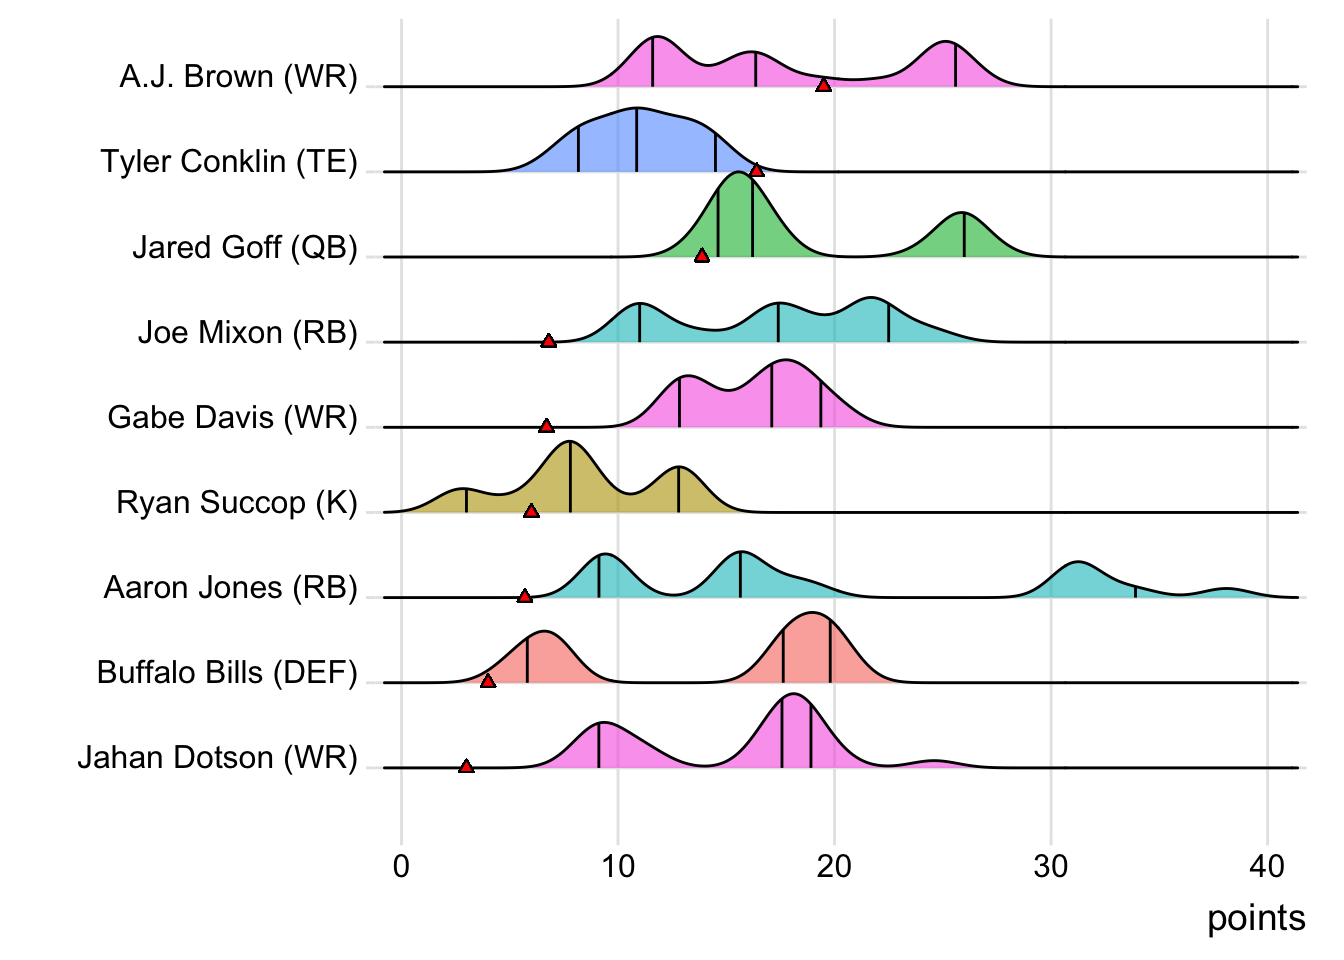 A.J. Brown (WR)
Tyler Conklin (TE)
Jared Goff (QB)
Joe Mixon (RB)
Gabe Davis (WR)
Ryan Succop (K)
Aaron Jones (RB)
Buffalo Bills (DEF)
Jahan Dotson (WR)
0 10 20 30 40
points